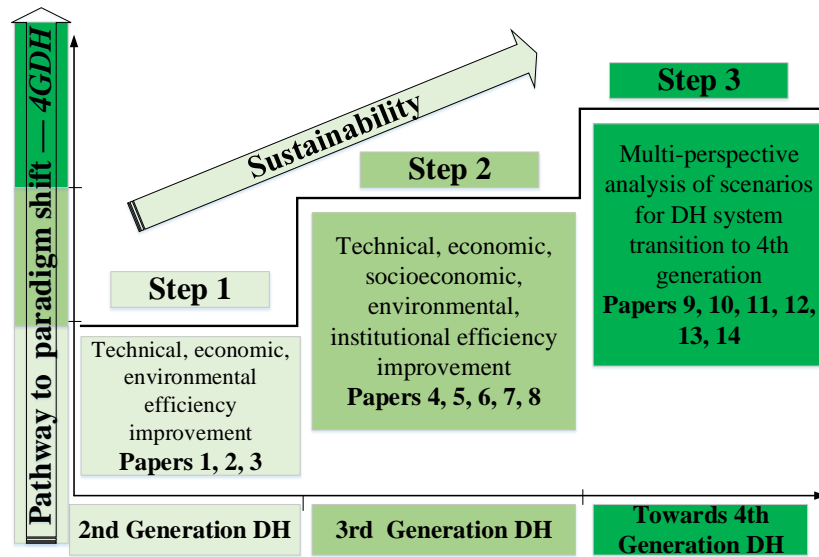 Pathway to paradigm shift — 4GDH
Sustainability
Step 1
Technical, economic,
environmental
efficiency
improvement
Papers 1, 2, 3
Step 2
Technical, economic,
socioeconomic,
environmental,
institutional efficiency
improvement
Papers 4, 5, 6, 7, 8
Step 3
Multi-perspective
analysis of scenarios
for DH system
transition to 4th
generation
Papers 9, 10, 11, 12,
13, 14
2nd Generation DH
3rd Generation DH
Towards 4th
Generation DH